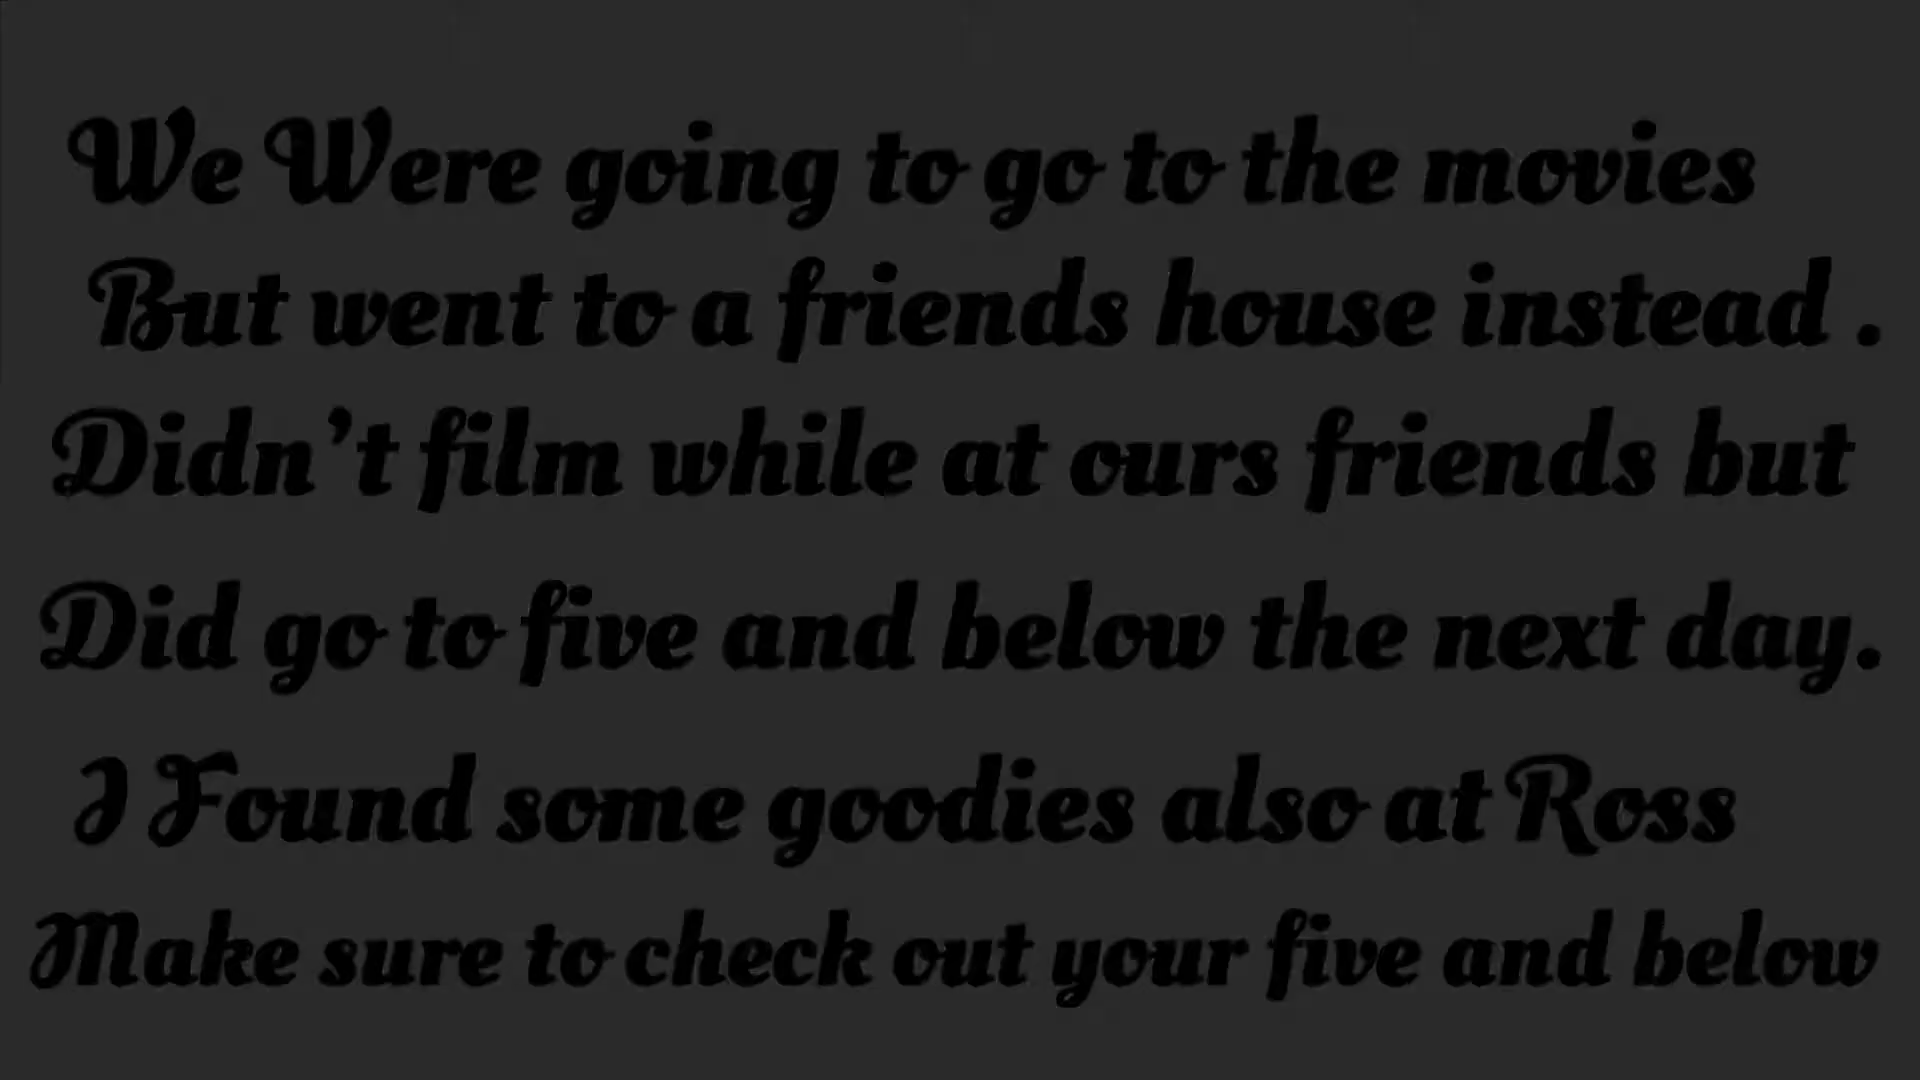 We Were going to go to the movies
But went to a friends house instead .
Didn't film while at ours friends but
Did go to five and below the next day.
I Found some goodies also at Ross
Make sure to check out your five and below